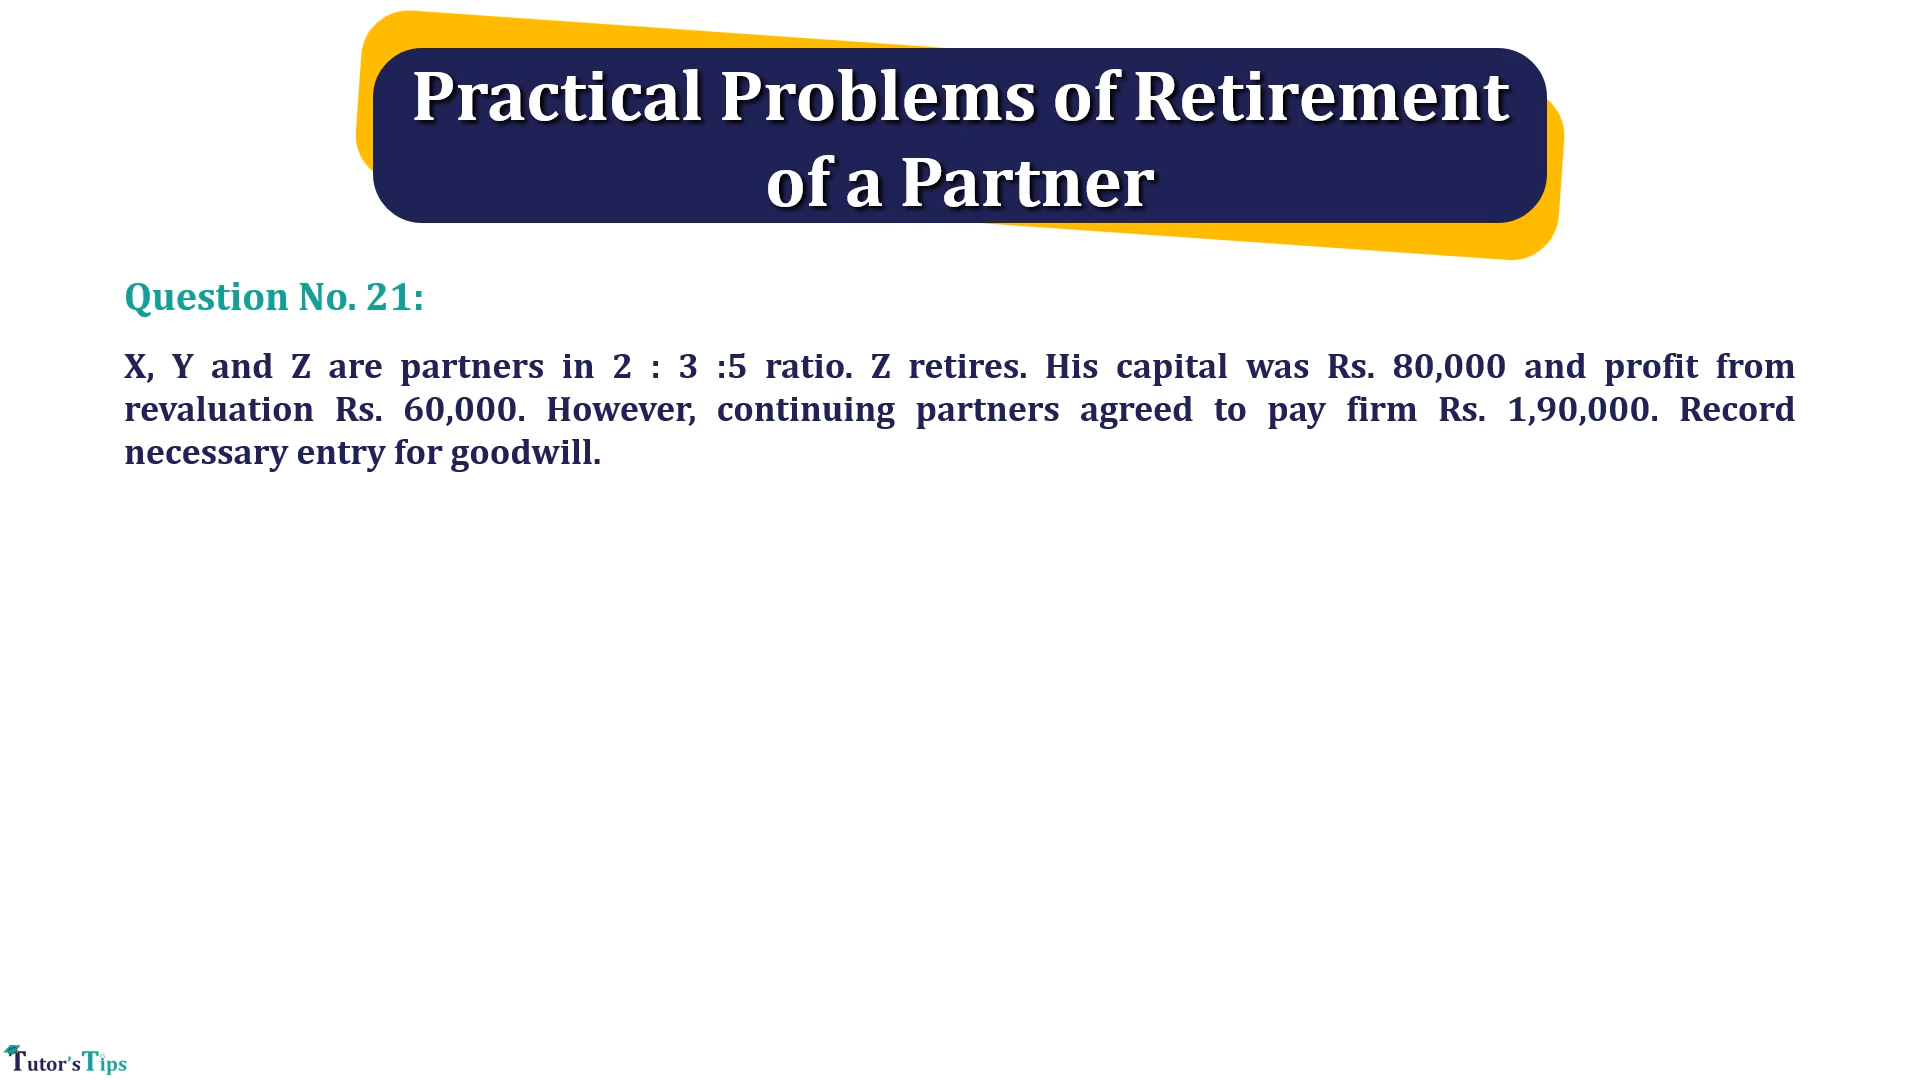 Practical Problems of Retirement
of a Partner
Question No. 21:
X, Y and Z are partners in 2 : 3 :5 ratio. Z retires. His capital was Rs. 80,000 and profit from
revaluation Rs. 60,000. However, continuing partners agreed to pay firm Rs. 1,90,000. Record
necessary entry for goodwill.
Tutor'sTips